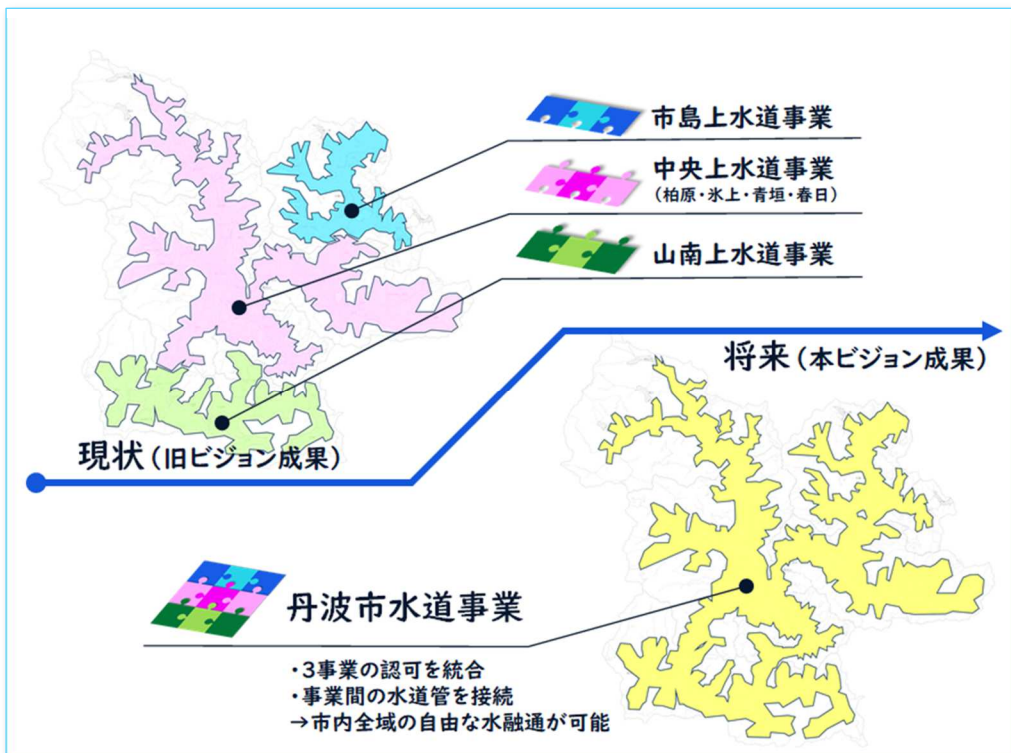 市島上水道事業
中央上水道事業
（柏原・氷上・青垣・春日）
山南上水道事業
現状（旧ビジョン成果）
将来（本ビジョン成果）
丹波市水道事業
・3事業の認可を統合
・事業間の水道管を接続
→市内全域の自由な水融通が可能